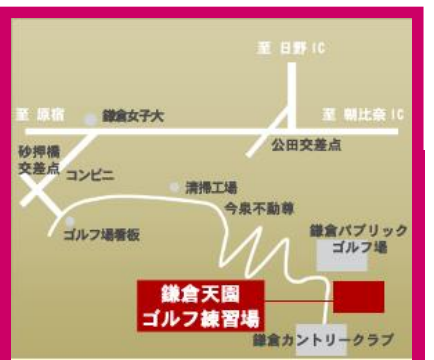 至 日野 IC
至 原宿
鎌倉女子大
至 朝比奈 IC
砂押橋
交差点
公田交差点
コンビニ
清掃工場
今泉不動尊
ゴルフ場看板
鎌倉パブリック
ゴルフ場
鎌倉天園
ゴルフ練習場
鎌倉カントリークラブ